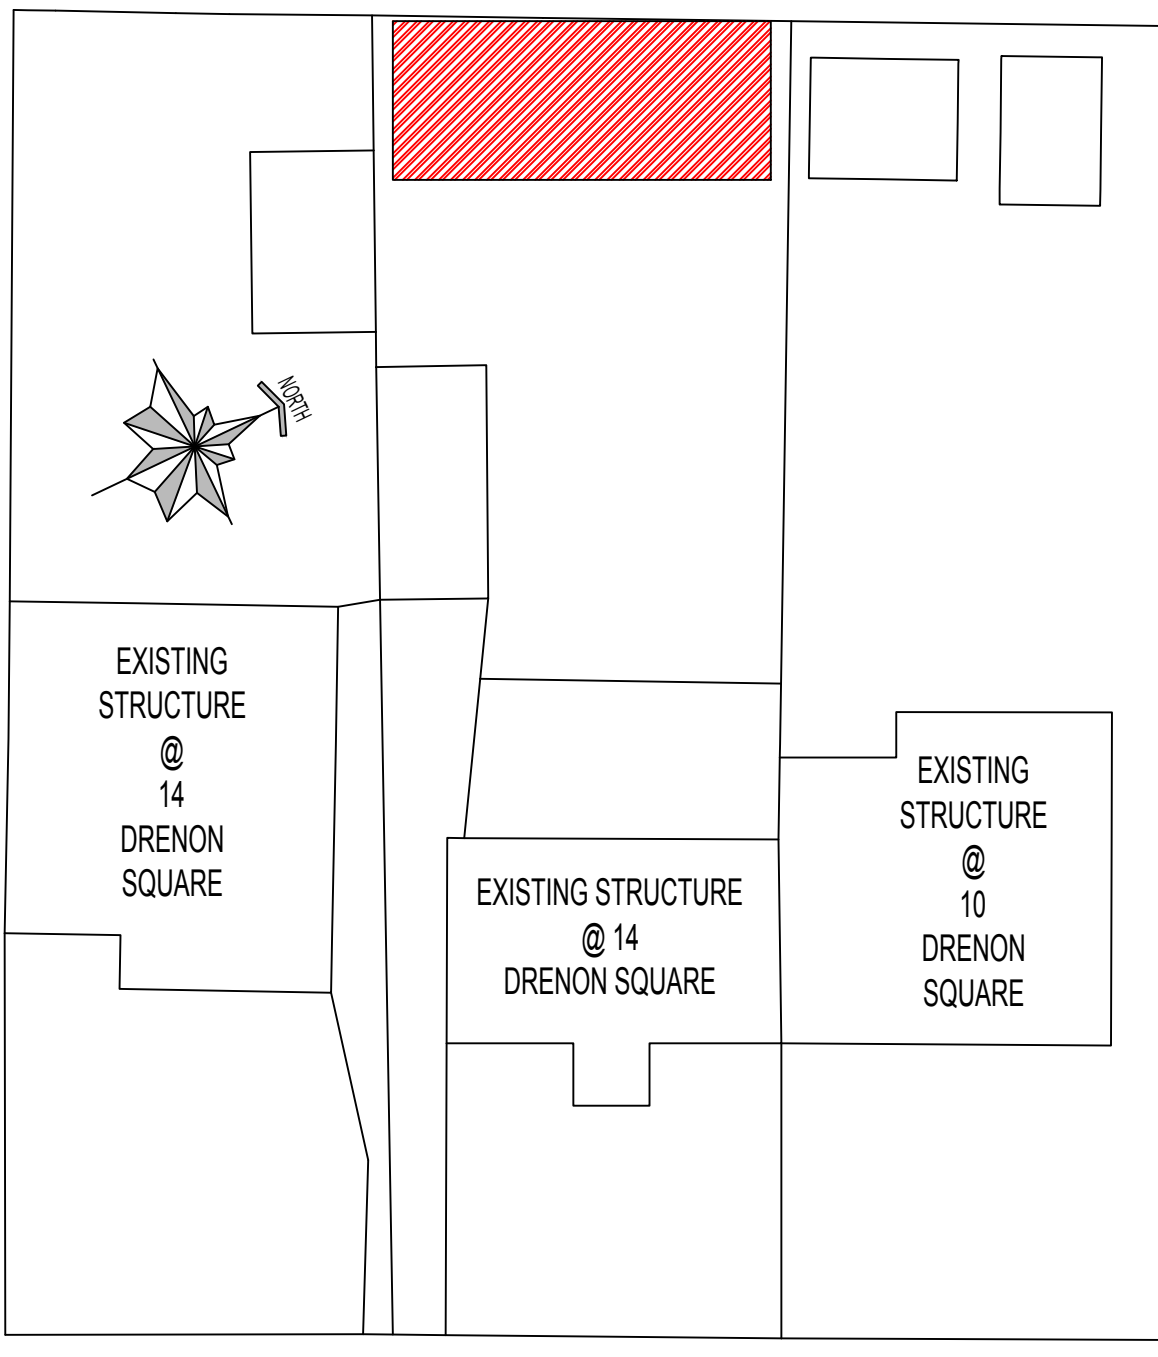 NORTH
EXISTING
STRUCTURE
@
14
DRENON
SQUARE
EXISTING STRUCTURE
@ 14
DRENON SQUARE
EXISTING
STRUCTURE
@
10
DRENON
SQUARE